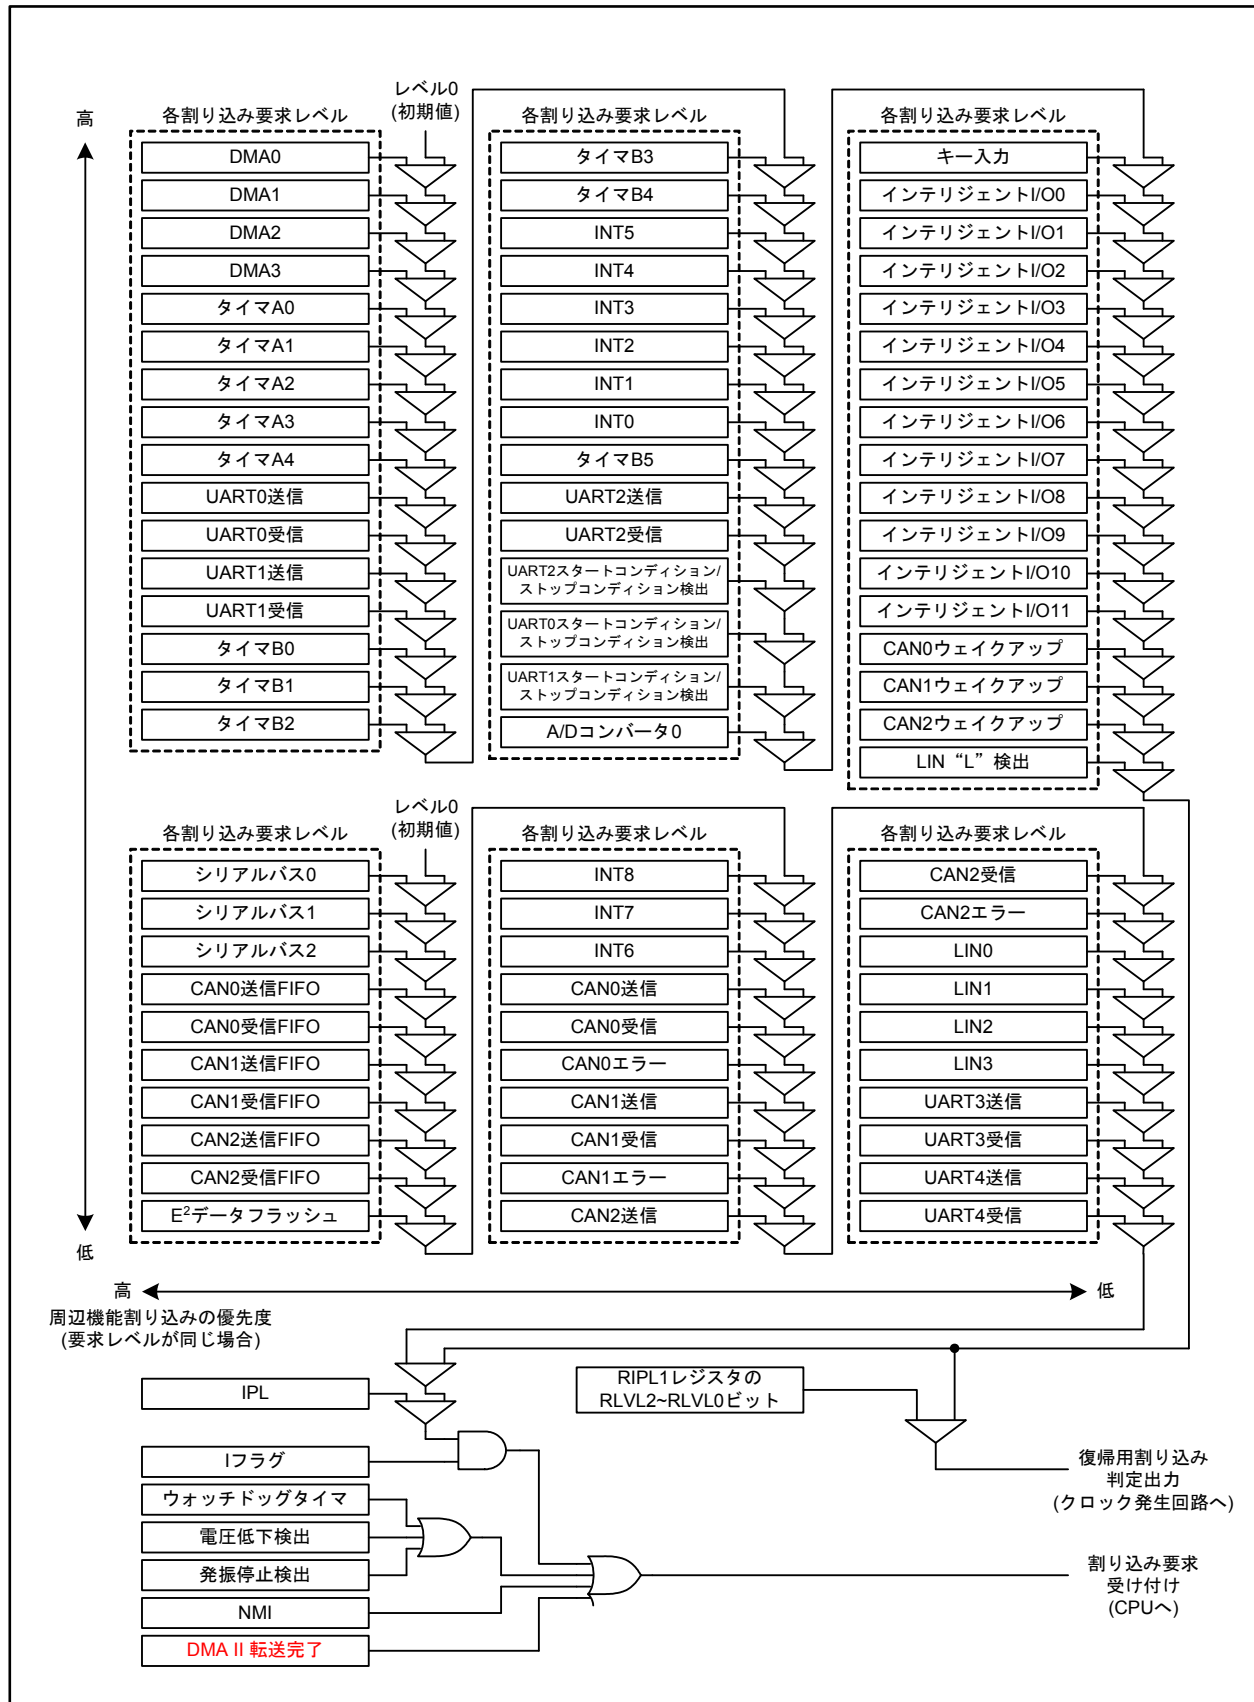 レベル0
(初期値)
高
各割り込み要求レベル
DMA0
DMA1
DMA2
DMA3
タイマA0
タイマA1
タイマA2
タイマA3
タイマA4
UART0送信
UART0受信
UART1送信
UART1受信
タイマB0
タイマB1
タイマB2
各割り込み要求レベル
タイマB3
タイマB4
INT5
INT4
INT3
INT2
INT1
INT0
タイマB5
UART2送信
UART2受信
UART2スタートコンディション/
ストップコンディション検出
UART0スタートコンディション/
ストップコンディション検出
UART1スタートコンディション/
ストップコンディション検出
A/Dコンバータ0
各割り込み要求レベル
キー入力
インテリジェントI/O0
インテリジェントI/O1
インテリジェントI/O2
インテリジェントI/O3
インテリジェントI/O4
インテリジェントI/O5
インテリジェントI/O6
インテリジェントI/O7
インテリジェントI/O8
インテリジェントI/O9
インテリジェントI/O10
インテリジェントI/O11
CAN0ウェイクアップ
CAN1ウェイクアップ
CAN2ウェイクアップ
LIN“L”検出
レベル0
(初期値)
各割り込み要求レベル
シリアルバス0
シリアルバス1
シリアルバス2
CAN0送信FIFO
CAN0受信FIFO
CAN1送信FIFO
CAN1受信FIFO
CAN2送信FIFO
CAN2受信FIFO
E²データフラッシュ
各割り込み要求レベル
INT8
INT7
INT6
CAN0送信
CAN0受信
CAN0エラー
CAN1送信
CAN1受信
CAN1エラー
CAN2送信
各割り込み要求レベル
CAN2受信
CAN2エラー
LIN0
LIN1
LIN2
LIN3
UART3送信
UART3受信
UART4送信
UART4受信
低
高
低
周辺機能割り込みの優先度
(要求レベルが同じ場合)
IPL
RIPL1レジスタの
RLVL2~RLVL0ビット
Iフラグ
ウォッチドッグタイマ
電圧低下検出
発振停止検出
NMI
DMA II 転送完了
復帰用割り込み
判定出力
(クロック発生回路へ)
割り込み要求
受け付け
(CPUへ)